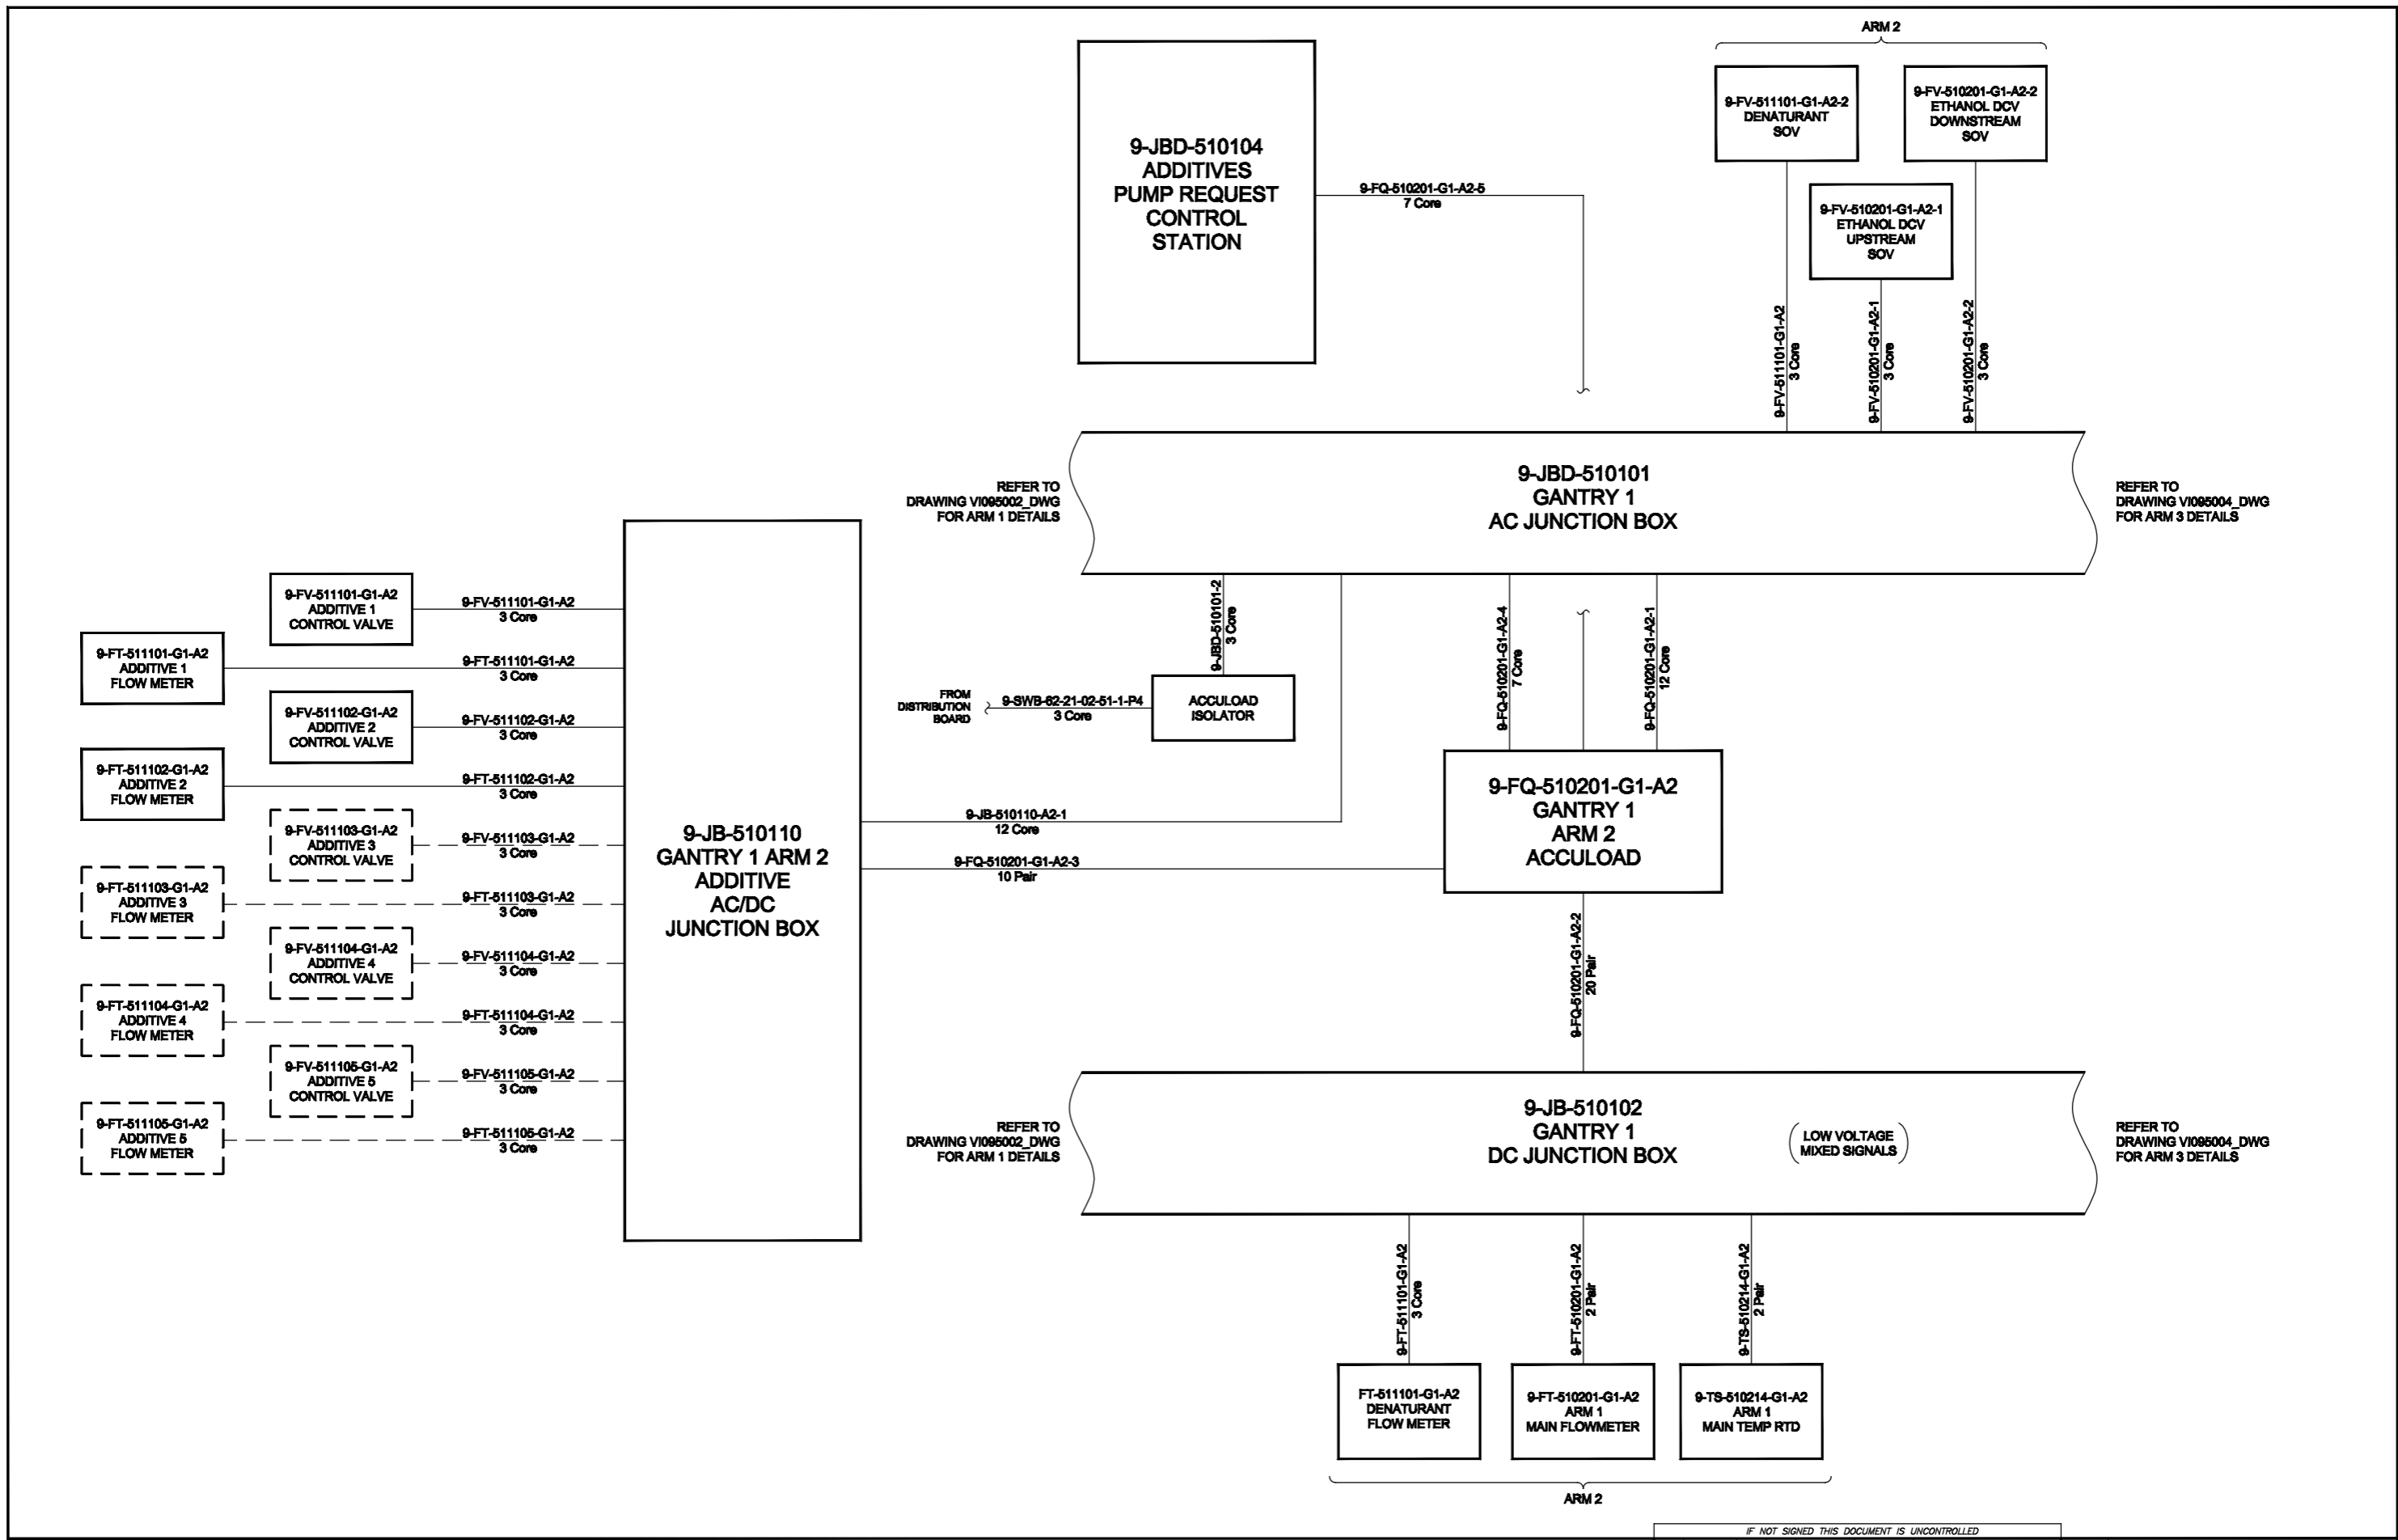 ARM 2
9-JBD-510104
ADDITIVES
PUMP REQUEST
CONTROL
STATION
9-FQ-510201-G1-A2-5
7 Core
9-FV-511101-G1-A2-2
DENATURANT
SOV
9-FV-510201-G1-A2-2
ETHANOL DCV
DOWNSTREAM
SOV
9-FV-510201-G1-A2-1
ETHANOL DCV
UPSTREAM
SOV
9-FV-511101-G1-A2
3 Core
9-FV-510201-G1-A2-1
3 Core
9-FV-510201-G1-A2-2
3 Core
REFER TO
DRAWING VI095002_DWG
FOR ARM 1 DETAILS
9-JBD-510101
GANTRY 1
AC JUNCTION BOX
REFER TO
DRAWING VI095004_DWG
FOR ARM 3 DETAILS
9-FV-511101-G1-A2
ADDITIVE 1
CONTROL VALVE
9-FV-511101-G1-A2
3 Core
9-FT-511101-G1-A2
ADDITIVE 1
FLOW METER
9-FT-511101-G1-A2
3 Core
9-FV-511102-G1-A2
ADDITIVE 2
CONTROL VALVE
9-FV-511102-G1-A2
3 Core
9-FT-511102-G1-A2
ADDITIVE 2
FLOW METER
9-FT-511102-G1-A2
3 Core
9-FV-511103-G1-A2
ADDITIVE 3
CONTROL VALVE
9-FV-511103-G1-A2
3 Core
9-FT-511103-G1-A2
ADDITIVE 3
FLOW METER
9-FT-511103-G1-A2
3 Core
9-FV-511104-G1-A2
ADDITIVE 4
CONTROL VALVE
9-FV-511104-G1-A2
3 Core
9-FT-511104-G1-A2
ADDITIVE 4
FLOW METER
9-FT-511104-G1-A2
3 Core
9-FV-511105-G1-A2
ADDITIVE 5
CONTROL VALVE
9-FV-511105-G1-A2
3 Core
9-FT-511105-G1-A2
ADDITIVE 5
FLOW METER
9-FT-511105-G1-A2
3 Core
9-JB-510110
GANTRY 1 ARM 2
ADDITIVE
AC/DC
JUNCTION BOX
9-JBD-510101-2
3 Core
FROM
DISTRIBUTION
BOARD
9-SWB-62-21-02-51-1-P4
3 Core
ACCULOAD
ISOLATOR
9-FQ-510201-G1-A2-4
7 Core
9-FQ-510201-G1-A2-1
12 Core
9-JB-510110-A2-1
12 Core
9-FQ-510201-G1-A2-3
10 Pair
9-FQ-510201-G1-A2
GANTRY 1
ARM 2
ACCULOAD
9-FQ-510201-G1-A2-2
20 Pair
REFER TO
DRAWING VI095002_DWG
FOR ARM 1 DETAILS
9-JB-510102
GANTRY 1
DC JUNCTION BOX
LOW VOLTAGE
MIXED SIGNALS
REFER TO
DRAWING VI095004_DWG
FOR ARM 3 DETAILS
9-FT-511101-G1-A2
3 Core
9-FT-510201-G1-A2
2 Pair
9-TS-510214-G1-A2
2 Pair
FT-511101-G1-A2
DENATURANT
FLOW METER
9-FT-510201-G1-A2
ARM 1
MAIN FLOWMETER
9-TS-510214-G1-A2
ARM 1
MAIN TEMP RTD
ARM 2
IF NOT SIGNED THIS DOCUMENT IS UNCONTROLLED